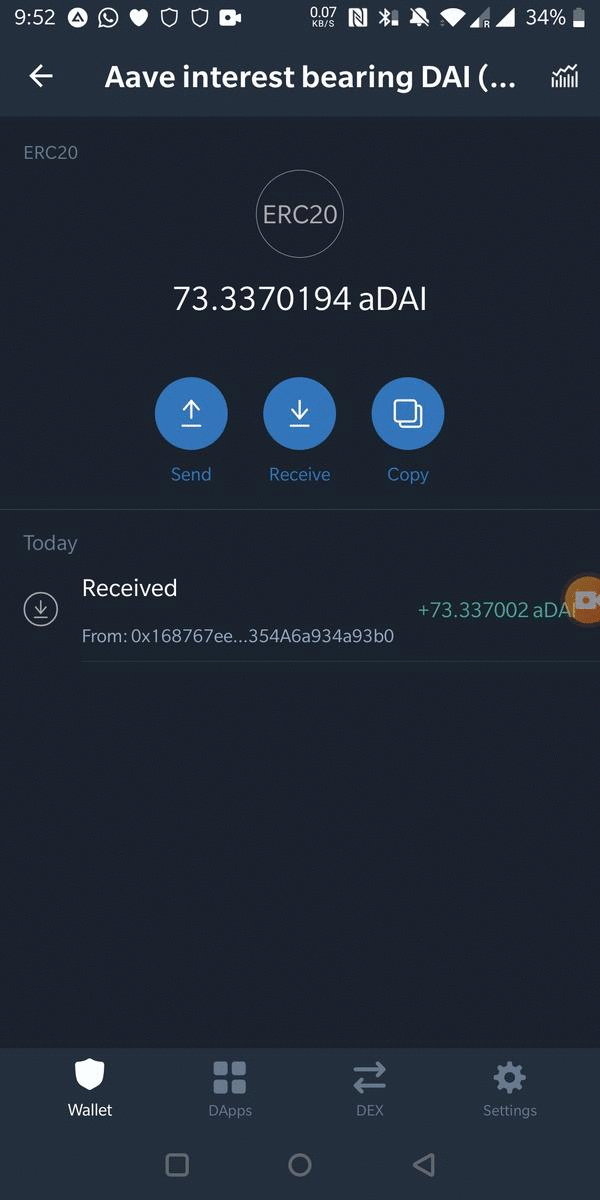 9:52 0.07 KB/S R 34%
Aave interest bearing DAI (...
ERC20
ERC20
73.3370194 aDAI
Send Receive Copy
Today
Received
+73.337002 aDAI
From: 0x168767ee...354A6a934a93b0
Wallet DApps DEX Settings